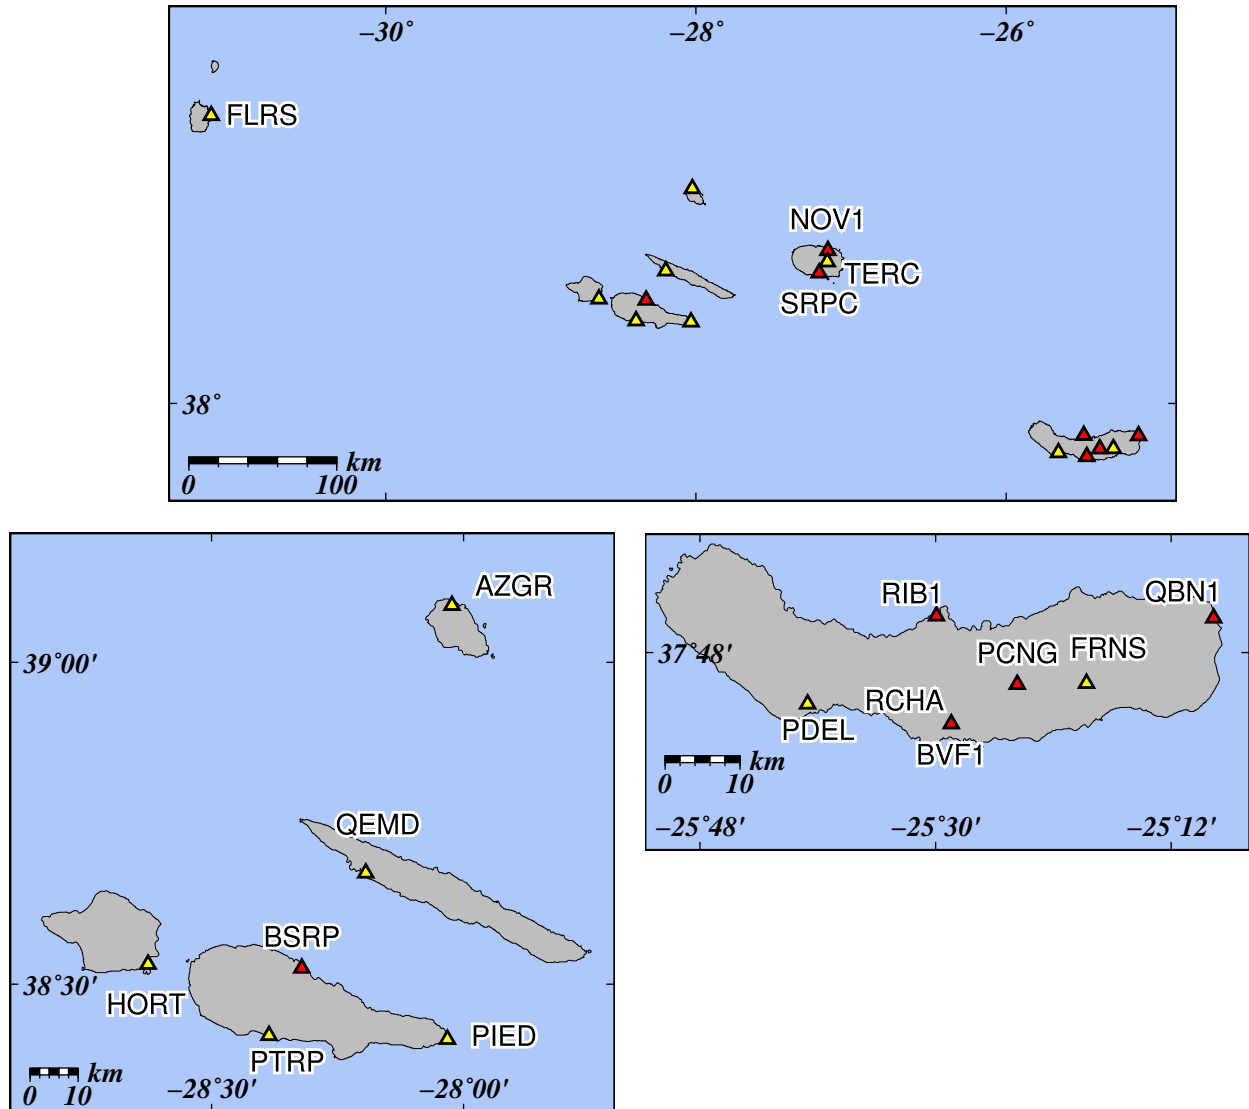 −30°
−28°
−26°
FLRS
NOV1
TERC
SRPC
38°
km
0
100
AZGR
39°00'
QEMD
BSRP
38°30'
HORT
PIED
PTRP
km
0
10
−28°30'
−28°00'
RIB1
QBN1
37°48'
PCNG
FRNS
RCHA
PDEL
BVF1
km
0
10
−25°48'
−25°30'
−25°12'